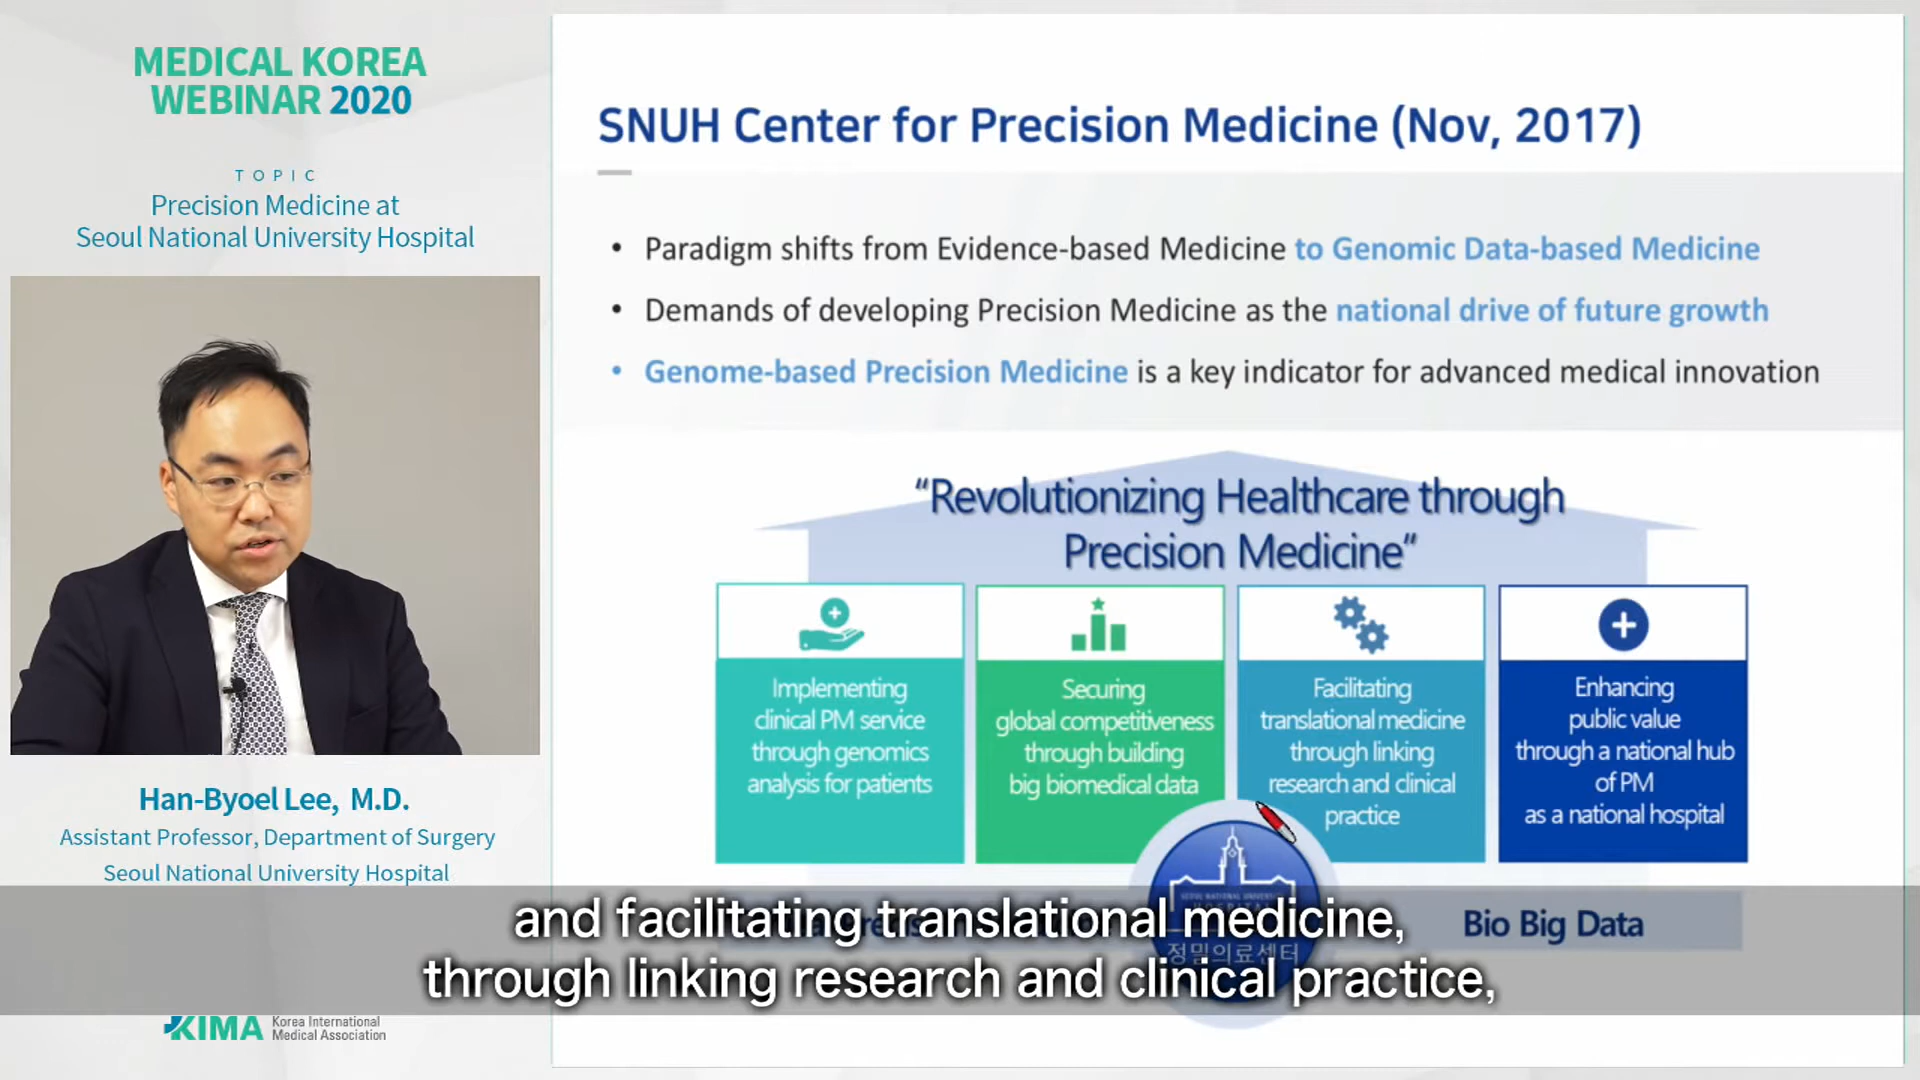 MEDICAL KOREA
WEBINAR 2020
TOPIC
Precision Medicine at
Seoul National University Hospital
Han-Byoel Lee, M.D.
Assistant Professor, Department of Surgery
Seoul National University Hospital
KIMA Korea International
Medical Association
SNUH Center for Precision Medicine (Nov, 2017)
• Paradigm shifts from Evidence-based Medicine to Genomic Data-based Medicine
• Demands of developing Precision Medicine as the national drive of future growth
• Genome-based Precision Medicine is a key indicator for advanced medical innovation
“Revolutionizing Healthcare through
Precision Medicine“
Implementing
clinical PM service
through genomics
analysis for patients
Securing
global competitiveness
through building
big biomedical data
Facilitating
translational medicine
through linking
research and clinical
practice
Enhancing
public value
through a national hub
of PM
as a national hospital
SEOUL NATIONAL UNIVERSITY
HOSPITAL
정밀의료센터
Bio Big Data
and facilitating translational medicine,
through linking research and clinical practice,